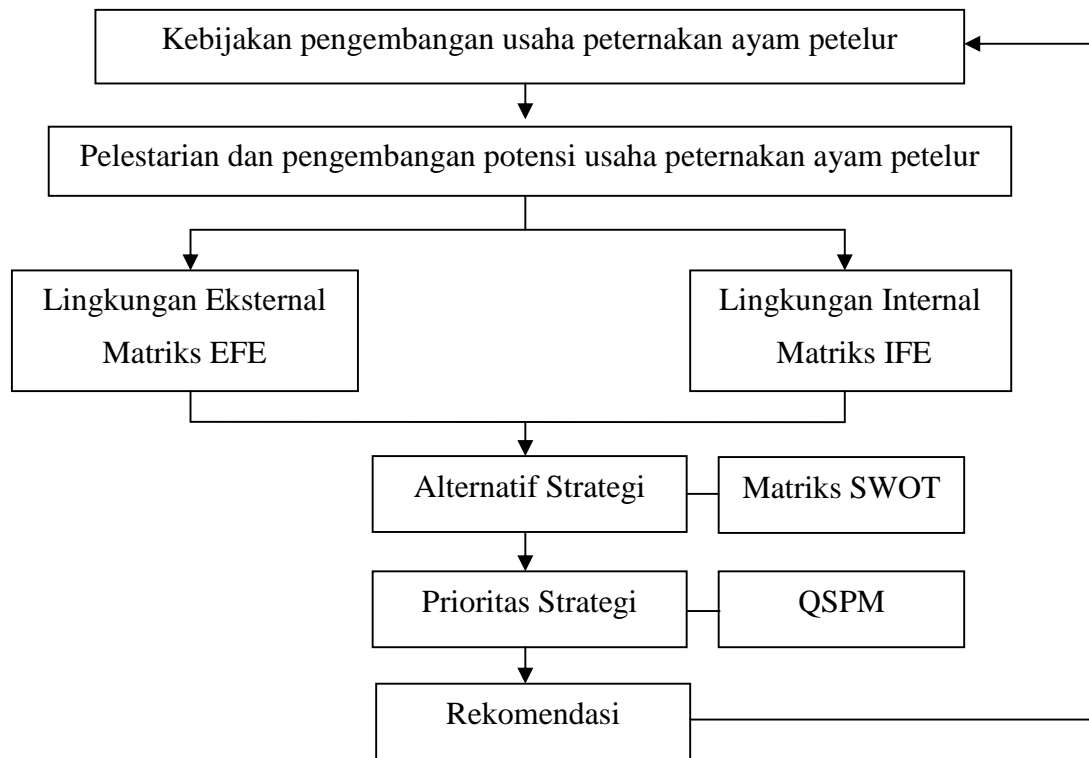 Kebijakan pengembangan usaha peternakan ayam petelur
Pelestarian dan pengembangan potensi usaha peternakan ayam petelur
Lingkungan Eksternal
Matriks EFE
Lingkungan Internal
Matriks IFE
Alternatif Strategi
Matriks SWOT
Prioritas Strategi
QSPM
Rekomendasi